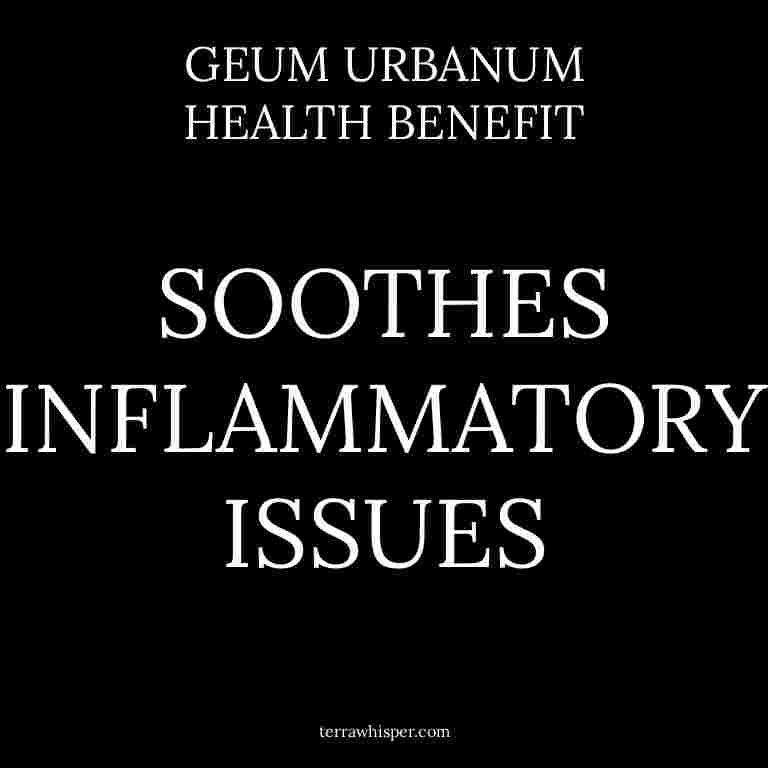 GEUM URBANUM
HEALTH BENEFIT
SOOTHES
INFLAMMATORY
ISSUES
terrawhisper.com